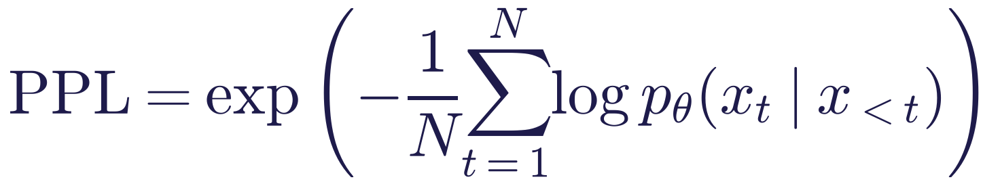 PPL = exp ( − 1/N ∑_{t=1}^{N} log p_θ(x_t | x_{<t}) )